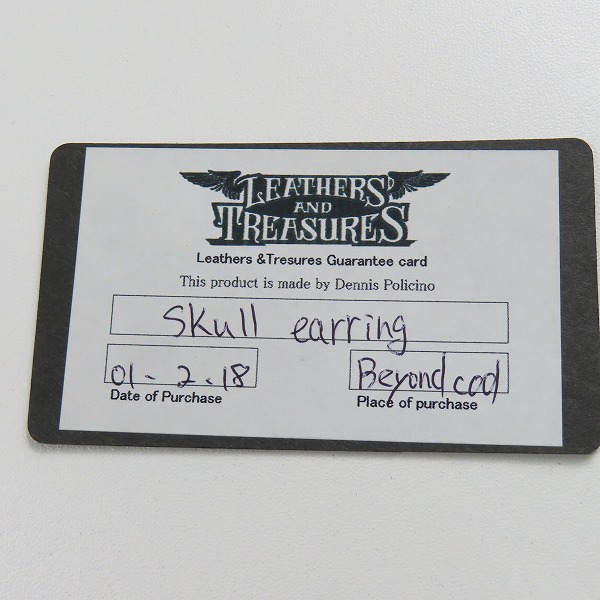 LEATHERS
AND
TREASURES
Leathers &Tresures Guarantee card
This product is made by Dennis Policino
Skull earring
01-2.18
Date of Purchase
Beyond cool
Place of purchase